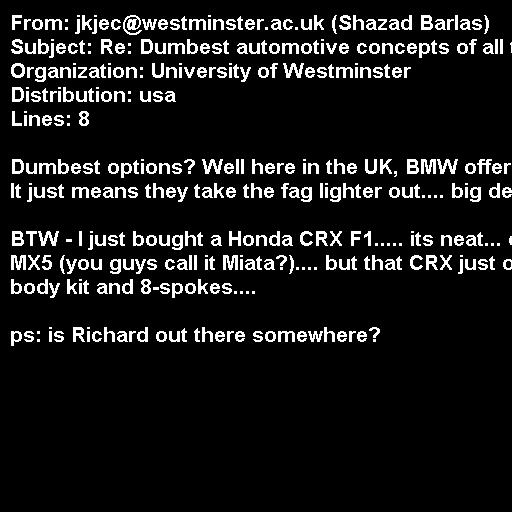 From: jkjec@westminster.ac.uk (Shazad Barlas)
Subject: Re: Dumbest automotive concepts of all
Organization: University of Westminster
Distribution: usa
Lines: 8
Dumbest options? Well here in the UK, BMW offer
It just means they take the fag lighter out.... big de
BTW - I just bought a Honda CRX F1..... its neat...
MX5 (you guys call it Miata?).... but that CRX just o
body kit and 8-spokes....
ps: is Richard out there somewhere?